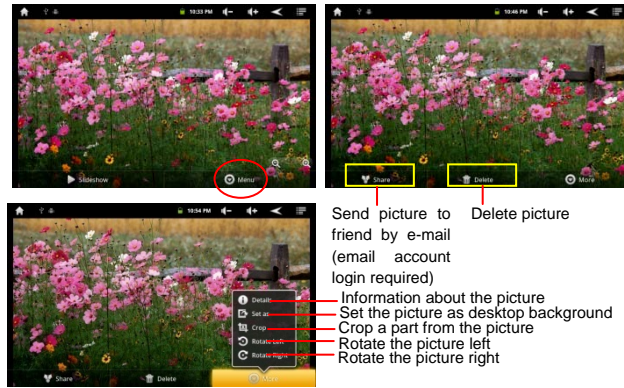 10:33 PM
Slideshow
Menu
10:46 PM
Share
Delete
More
Send picture to
friend by e-mail
(email account
login required)
Delete picture
10:54 PM
Details
Set as
Crop
Rotate Left
Rotate Right
Share
Delete
More
Information about the picture
Set the picture as desktop background
Crop a part from the picture
Rotate the picture left
Rotate the picture right